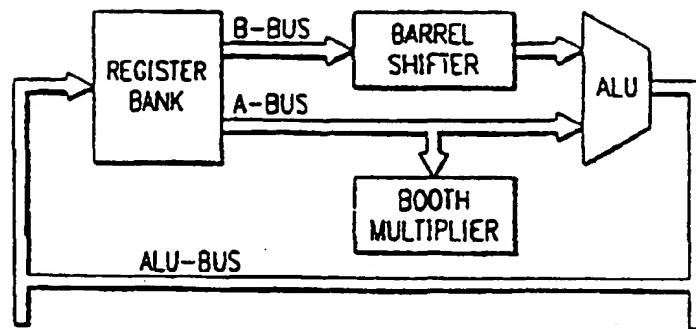 B-BUS
BARREL
SHIFTER
REGISTER
BANK
ALU
A-BUS
BOOTH
MULTIPLIER
ALU-BUS